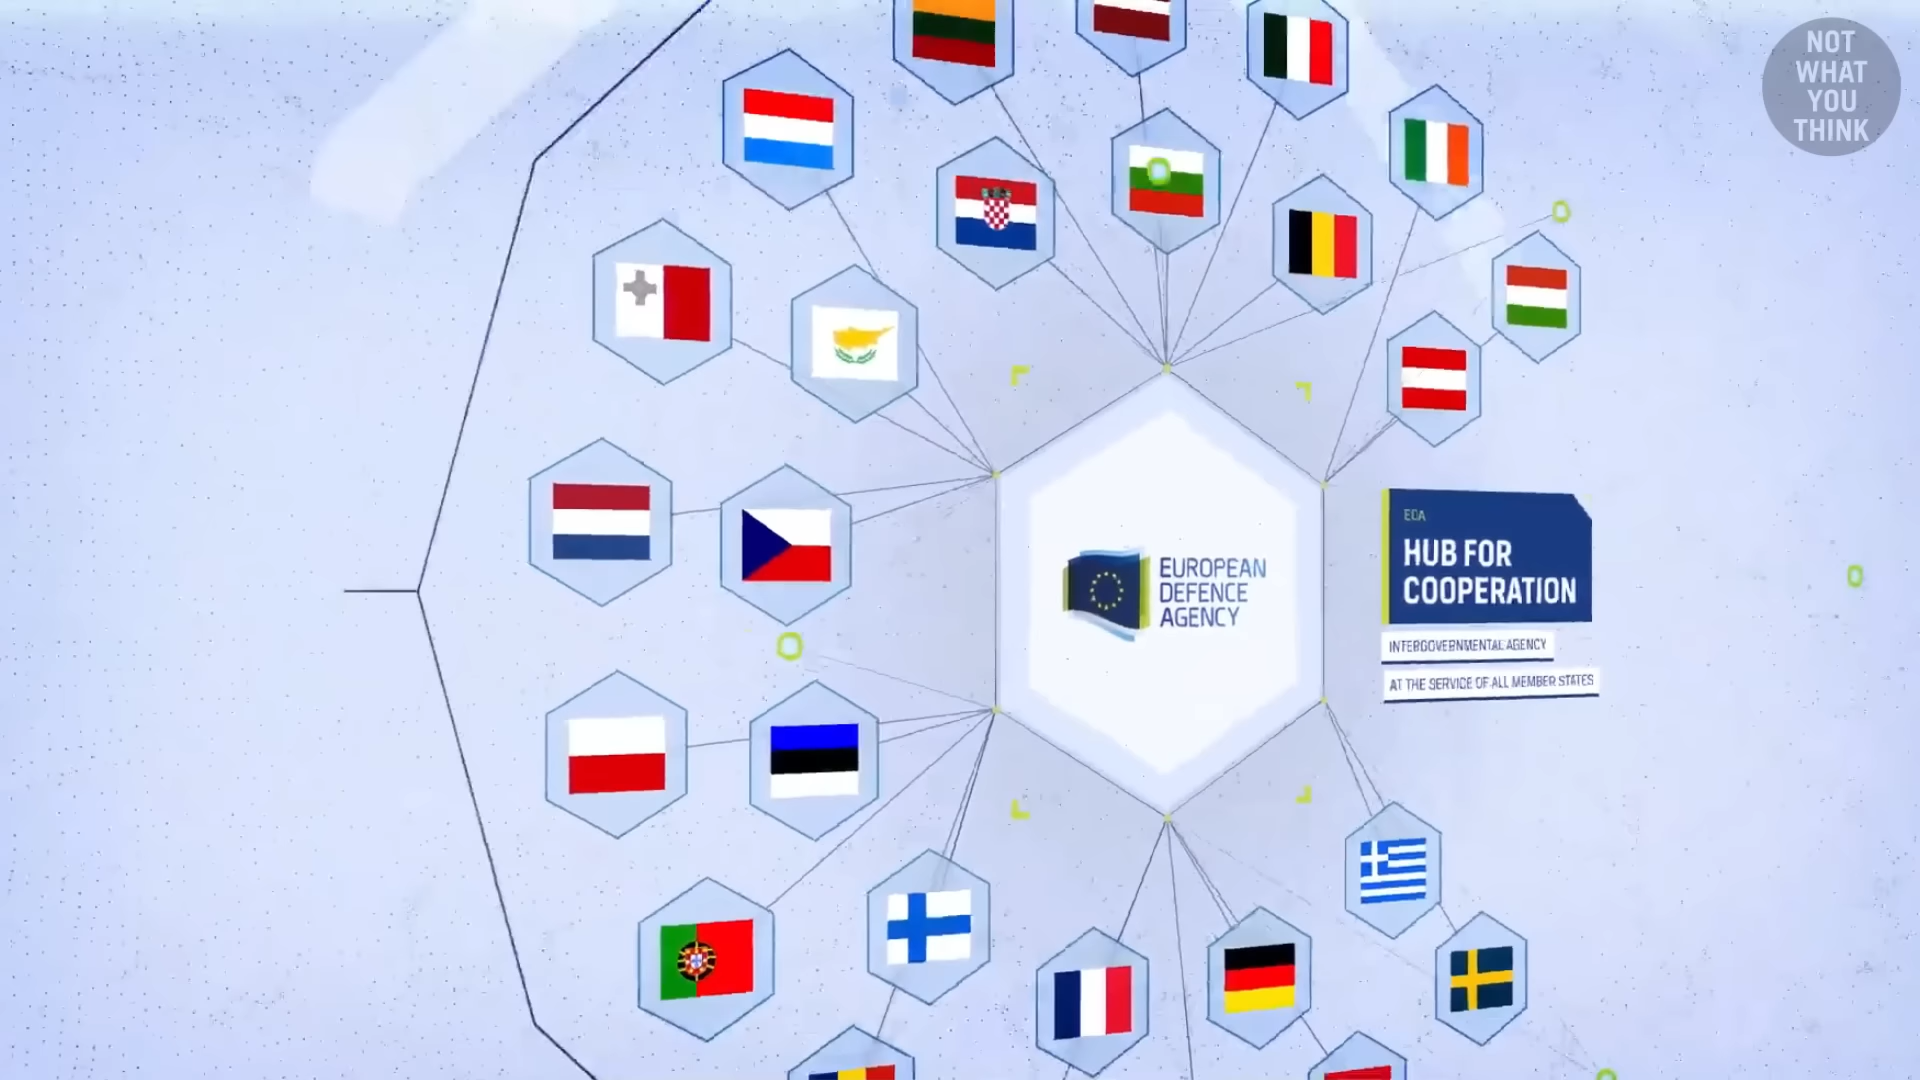 NOT
WHAT
YOU
THINK
EUROPEAN
DEFENCE
AGENCY
EDA
HUB FOR
COOPERATION
INTERGOVERNMENTAL AGENCY
AT THE SERVICE OF ALL MEMBER STATES